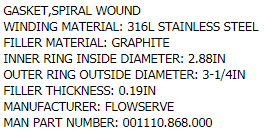 GASKET,SPIRAL WOUND
WINDING MATERIAL: 316L STAINLESS STEEL
FILLER MATERIAL: GRAPHITE
INNER RING INSIDE DIAMETER: 2.88IN
OUTER RING OUTSIDE DIAMETER: 3-1/4IN
FILLER THICKNESS: 0.19IN
MANUFACTURER: FLOWSERVE
MAN PART NUMBER: 001110.868.000